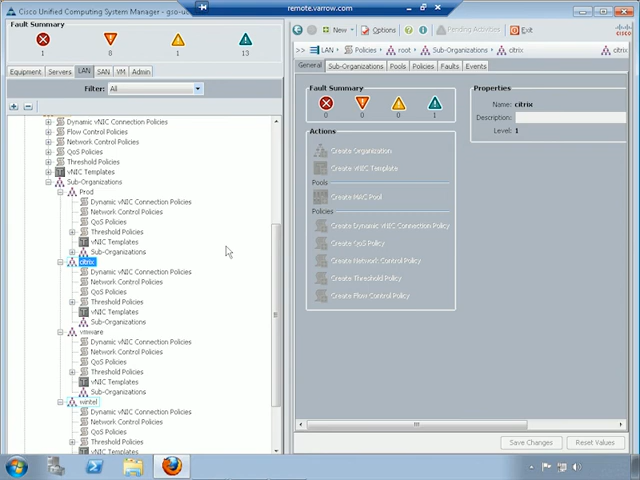 Cisco Unified Computing System Manager - gso-uc
remote.varrow.com
Fault Summary
1 8 1 13
Equipment Servers LAN SAN VM Admin
Filter: All
Dynamic vNIC Connection Policies
Flow Control Policies
Network Control Policies
QoS Policies
Threshold Policies
vNIC Templates
Sub-Organizations
Prod
Dynamic vNIC Connection Policies
Network Control Policies
QoS Policies
Threshold Policies
vNIC Templates
Sub-Organizations
citrix
Dynamic vNIC Connection Policies
Network Control Policies
QoS Policies
Threshold Policies
vNIC Templates
Sub-Organizations
vmware
Dynamic vNIC Connection Policies
Network Control Policies
QoS Policies
Threshold Policies
vNIC Templates
Sub-Organizations
wintel
Dynamic vNIC Connection Policies
Network Control Policies
QoS Policies
Threshold Policies
vNIC Templates
New Options Pending Activities Exit
cisco
>> LAN Policies root Sub-Organizations citrix citrix
General Sub-Organizations Pools Policies Faults Events
Fault Summary
0 0 0 0
Actions
Create Organization
Create vNIC Template
Pools
Create MAC Pool
Policies
Create Dynamic vNIC Connection Policy
Create QoS Policy
Create Network Control Policy
Create Threshold Policy
Create Flow Control Policy
Properties
Name: citrix
Description:
Level: 1
Save Changes Reset Values